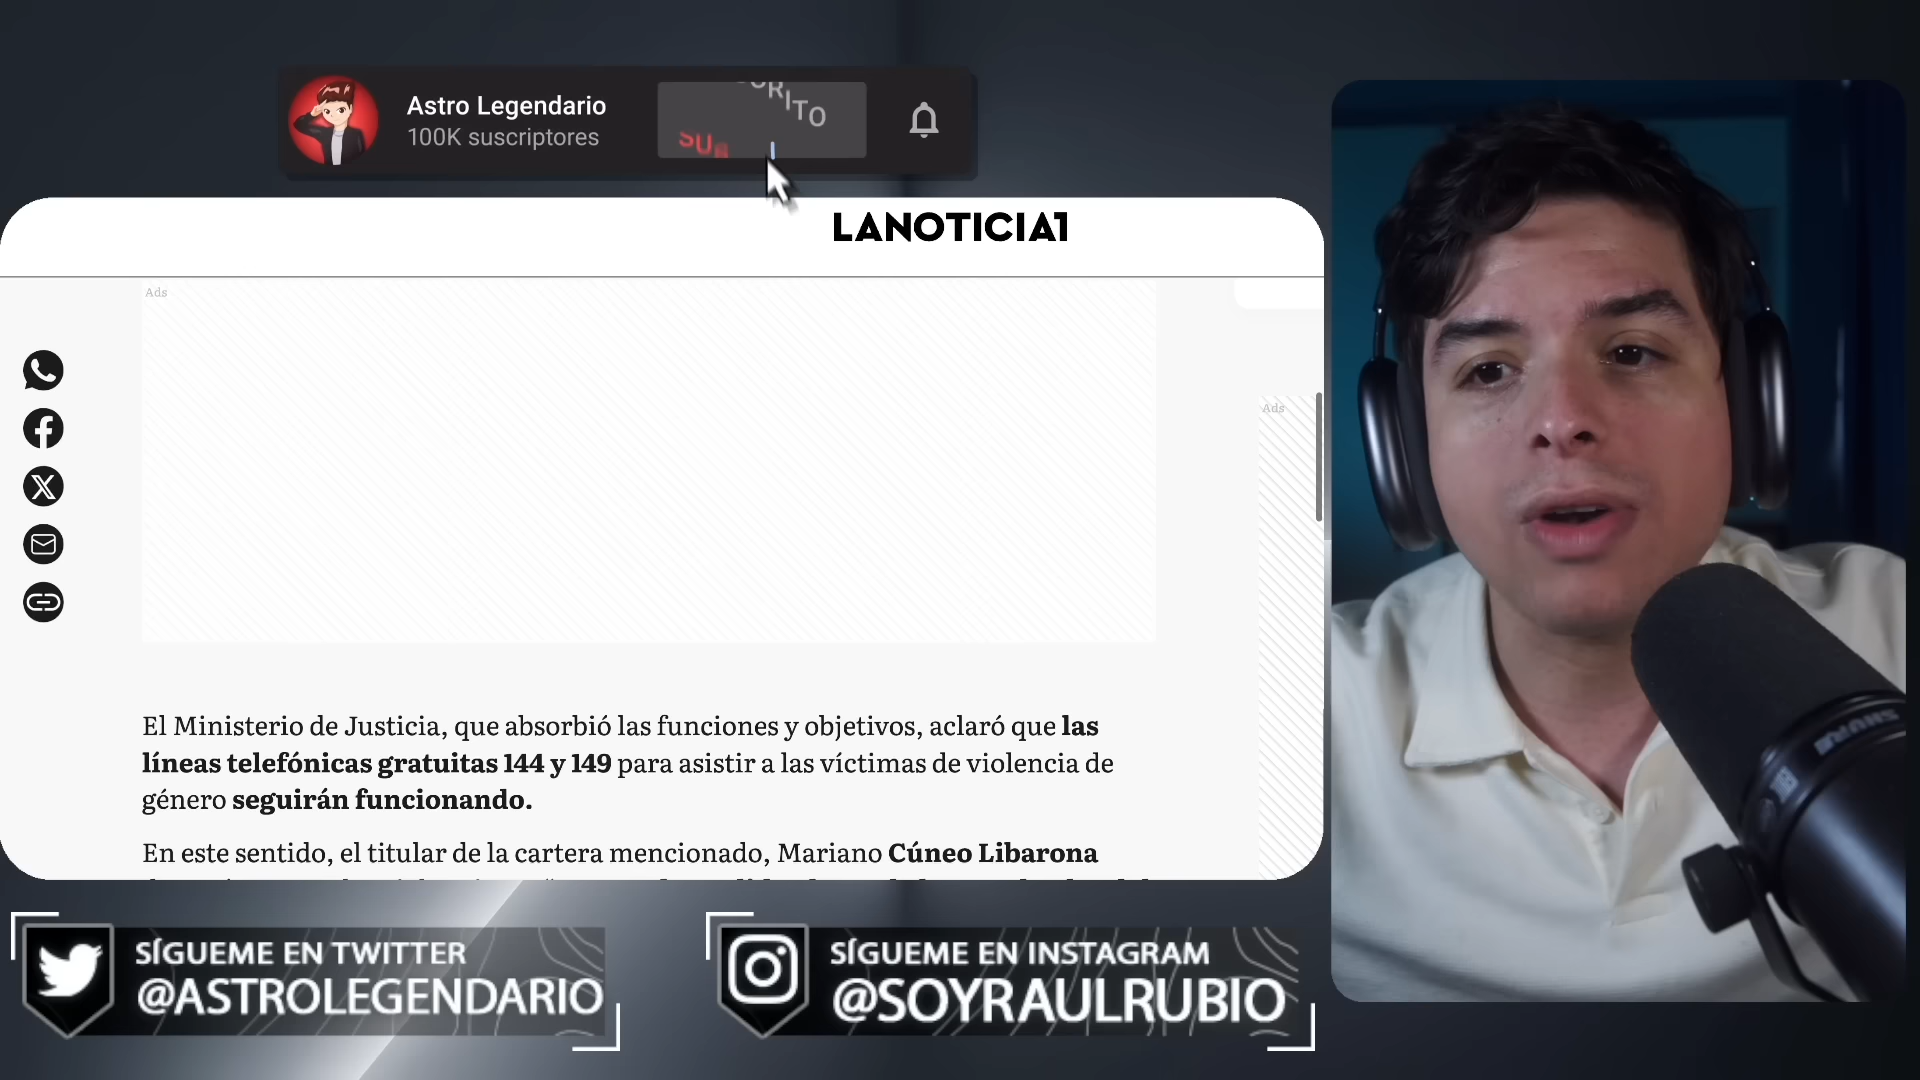 Astro Legendario
100K suscriptores
LANOTICIA1
Ads
Ads
El Ministerio de Justicia, que absorbió las funciones y objetivos, aclaró que las
líneas telefónicas gratuitas 144 y 149 para asistir a las víctimas de violencia de
género seguirán funcionando.
En este sentido, el titular de la cartera mencionado, Mariano Cúneo Libarona
SÍGUEME EN TWITTER
@ASTROLEGENDARIO
SÍGUEME EN INSTAGRAM
@SOYRAULRUBIO
SHURE